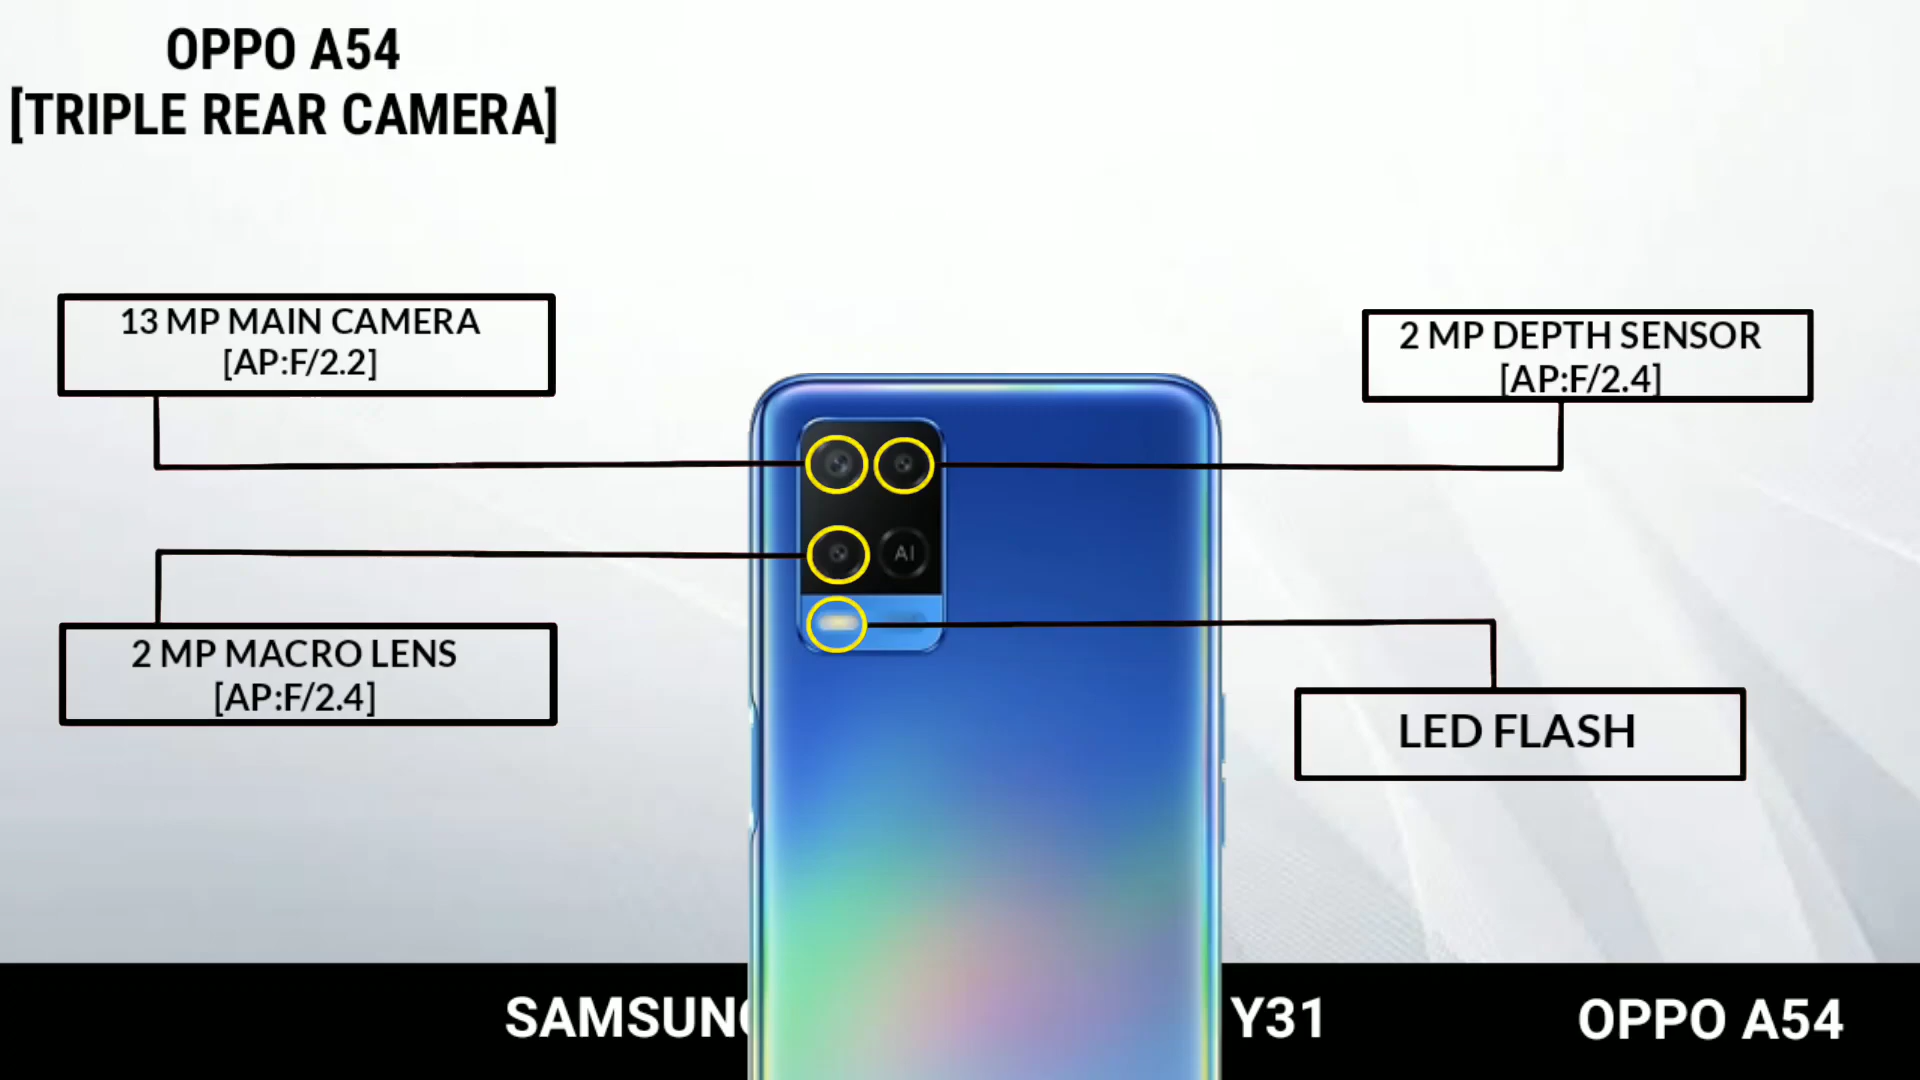 OPPO A54
[TRIPLE REAR CAMERA]
13 MP MAIN CAMERA
[AP:F/2.2]
2 MP DEPTH SENSOR
[AP:F/2.4]
AI
2 MP MACRO LENS
[AP:F/2.4]
LED FLASH
Y31
OPPO A54